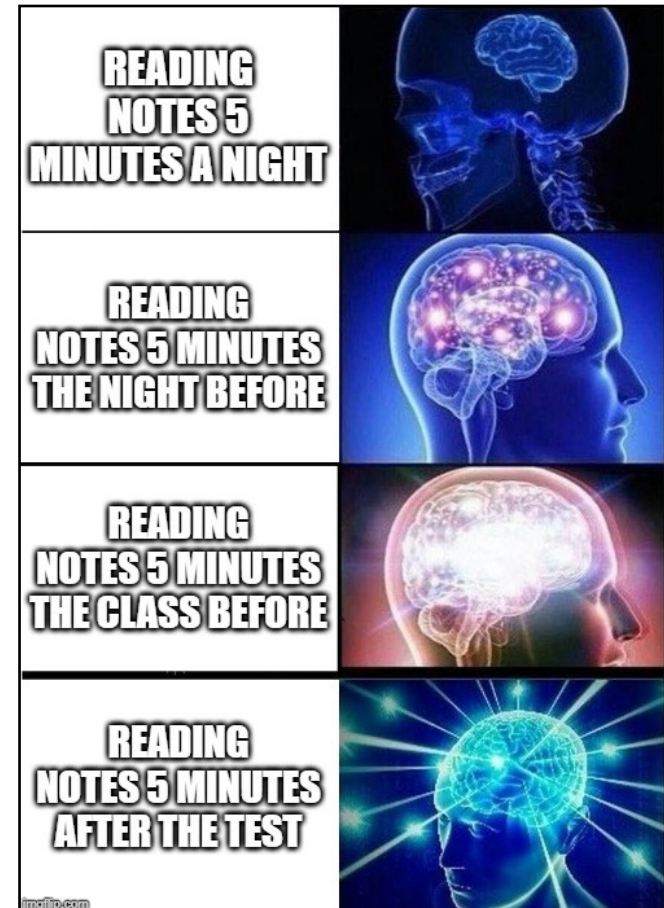 READING
NOTES 5
MINUTES A NIGHT
READING
NOTES 5 MINUTES
THE NIGHT BEFORE
READING
NOTES 5 MINUTES
THE CLASS BEFORE
READING
NOTES 5 MINUTES
AFTER THE TEST
imgflip.com